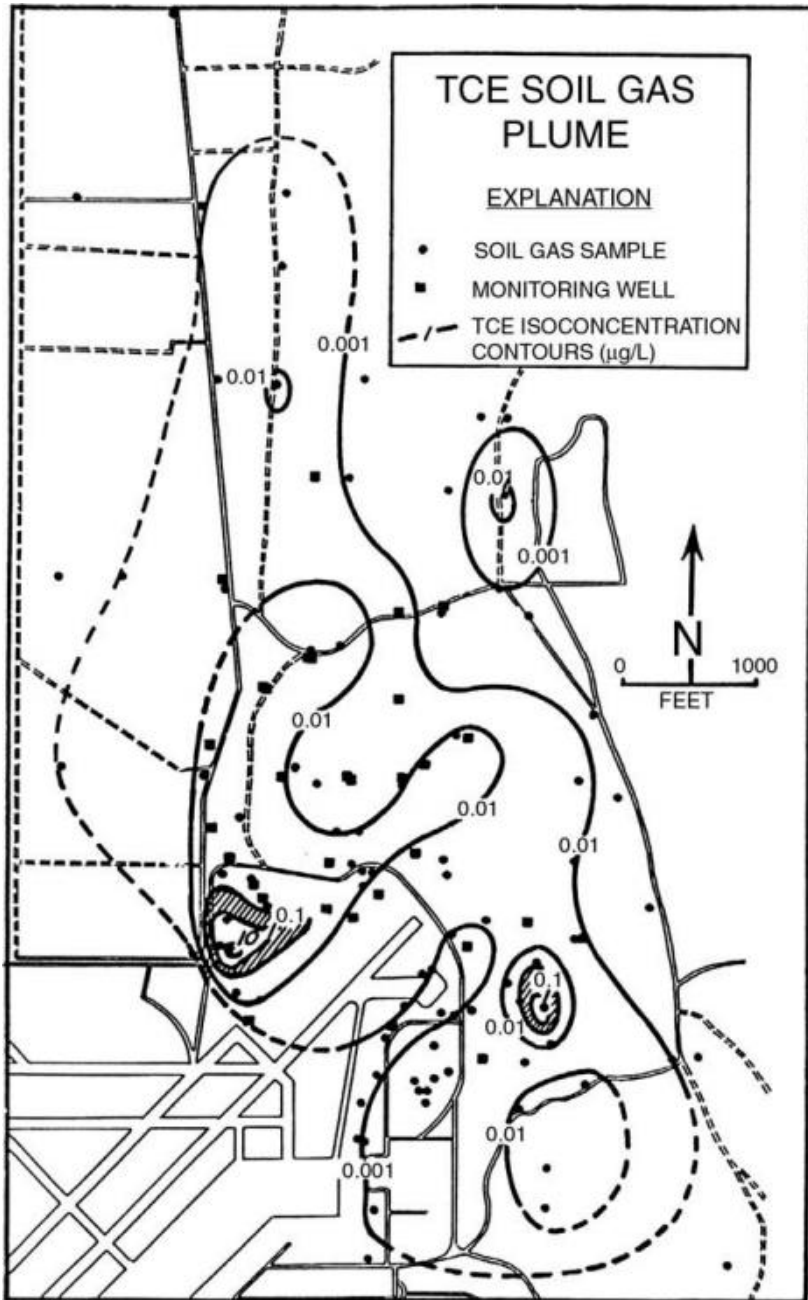 TCE SOIL GAS
PLUME
EXPLANATION
SOIL GAS SAMPLE
MONITORING WELL
TCE ISOCONCENTRATION
CONTOURS (µg/L)
0.001
0.01
0.01
0.001
N
0 1000
FEET
0.01
0.01
0.01
0.1
10
0.1
0.01
0.01
0.001